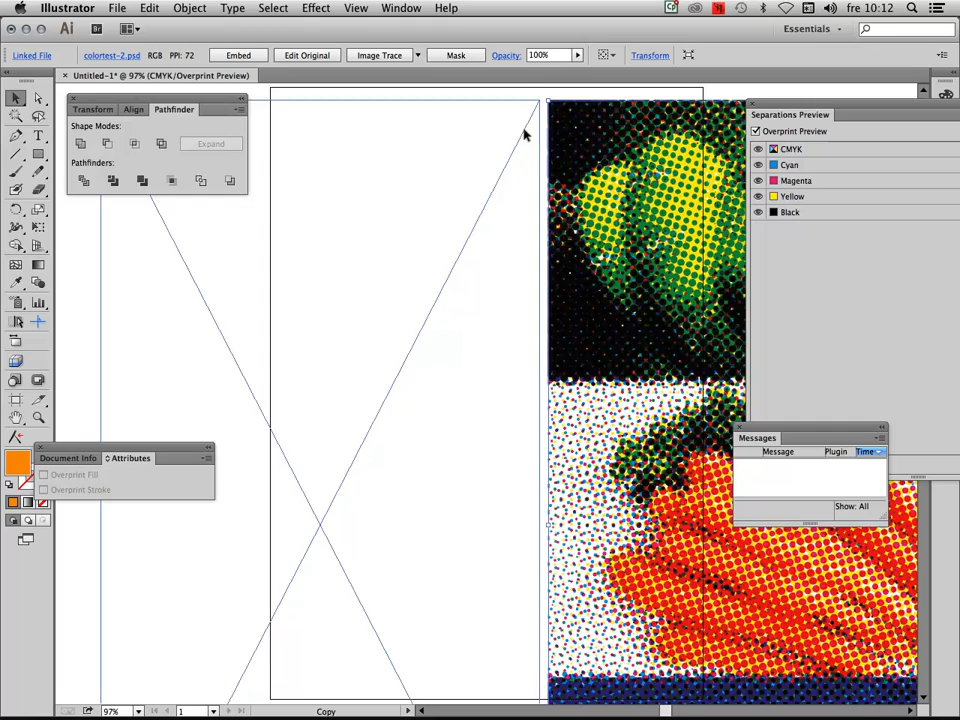 Illustrator File Edit Object Type Select Effect View Window Help fre 10:12
Ai Br Essentials
Linked File colortest-2.psd RGB PPI: 72 Embed Edit Original Image Trace Mask Opacity: 100% Transform
Untitled-1* @ 97% (CMYK/Overprint Preview)
Transform Align Pathfinder
Shape Modes:
Expand
Pathfinders:
Separations Preview
Overprint Preview
CMYK
Cyan
Magenta
Yellow
Black
Messages
Message Plugin Time
Show: All
Document Info Attributes
Overprint Fill
Overprint Stroke
97% 1 Copy